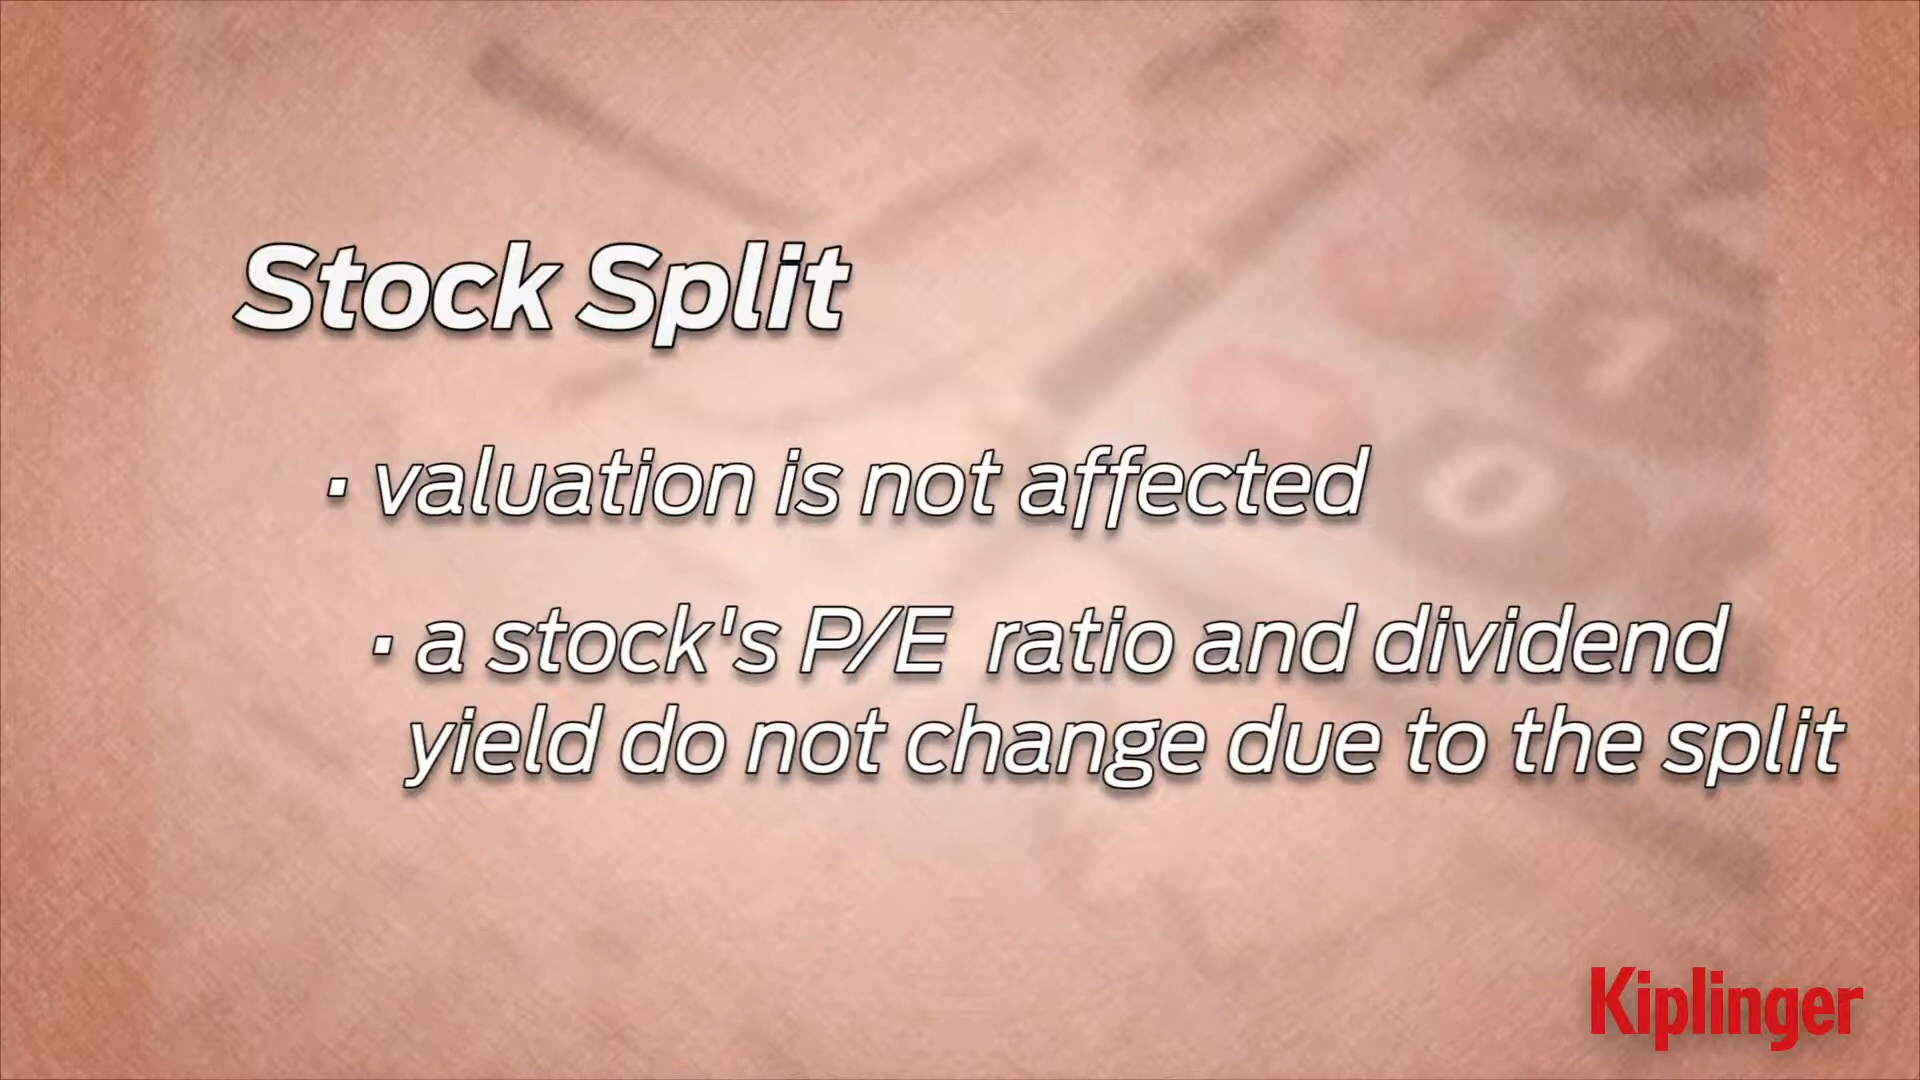 Stock Split
· valuation is not affected
· a stock's P/E ratio and dividend
yield do not change due to the split
Kiplinger